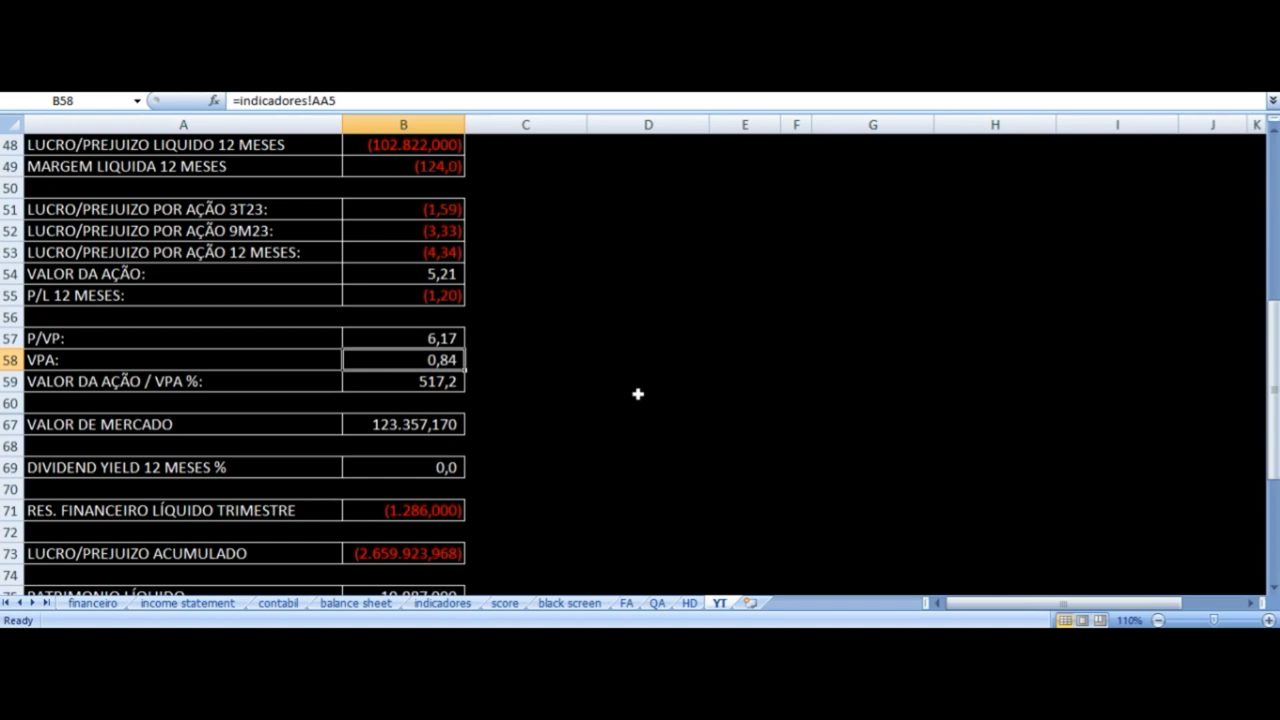 B58 fx =indicadores!AA5
A B C D E F G H I J K
48 LUCRO/PREJUIZO LIQUIDO 12 MESES (102.822,000)
49 MARGEM LIQUIDA 12 MESES (124,0)
50
51 LUCRO/PREJUIZO POR AÇÃO 3T23: (1,59)
52 LUCRO/PREJUIZO POR AÇÃO 9M23: (3,33)
53 LUCRO/PREJUIZO POR AÇÃO 12 MESES: (4,34)
54 VALOR DA AÇÃO: 5,21
55 P/L 12 MESES: (1,20)
56
57 P/VP: 6,17
58 VPA: 0,84
59 VALOR DA AÇÃO / VPA %: 517,2
60
67 VALOR DE MERCADO 123.357,170
68
69 DIVIDEND YIELD 12 MESES % 0,0
70
71 RES. FINANCEIRO LÍQUIDO TRIMESTRE (1.286,000)
72
73 LUCRO/PREJUIZO ACUMULADO (2.659.923,968)
74
financeiro income statement contabil balance sheet indicadores score black screen FA QA HD YT
Ready 110%